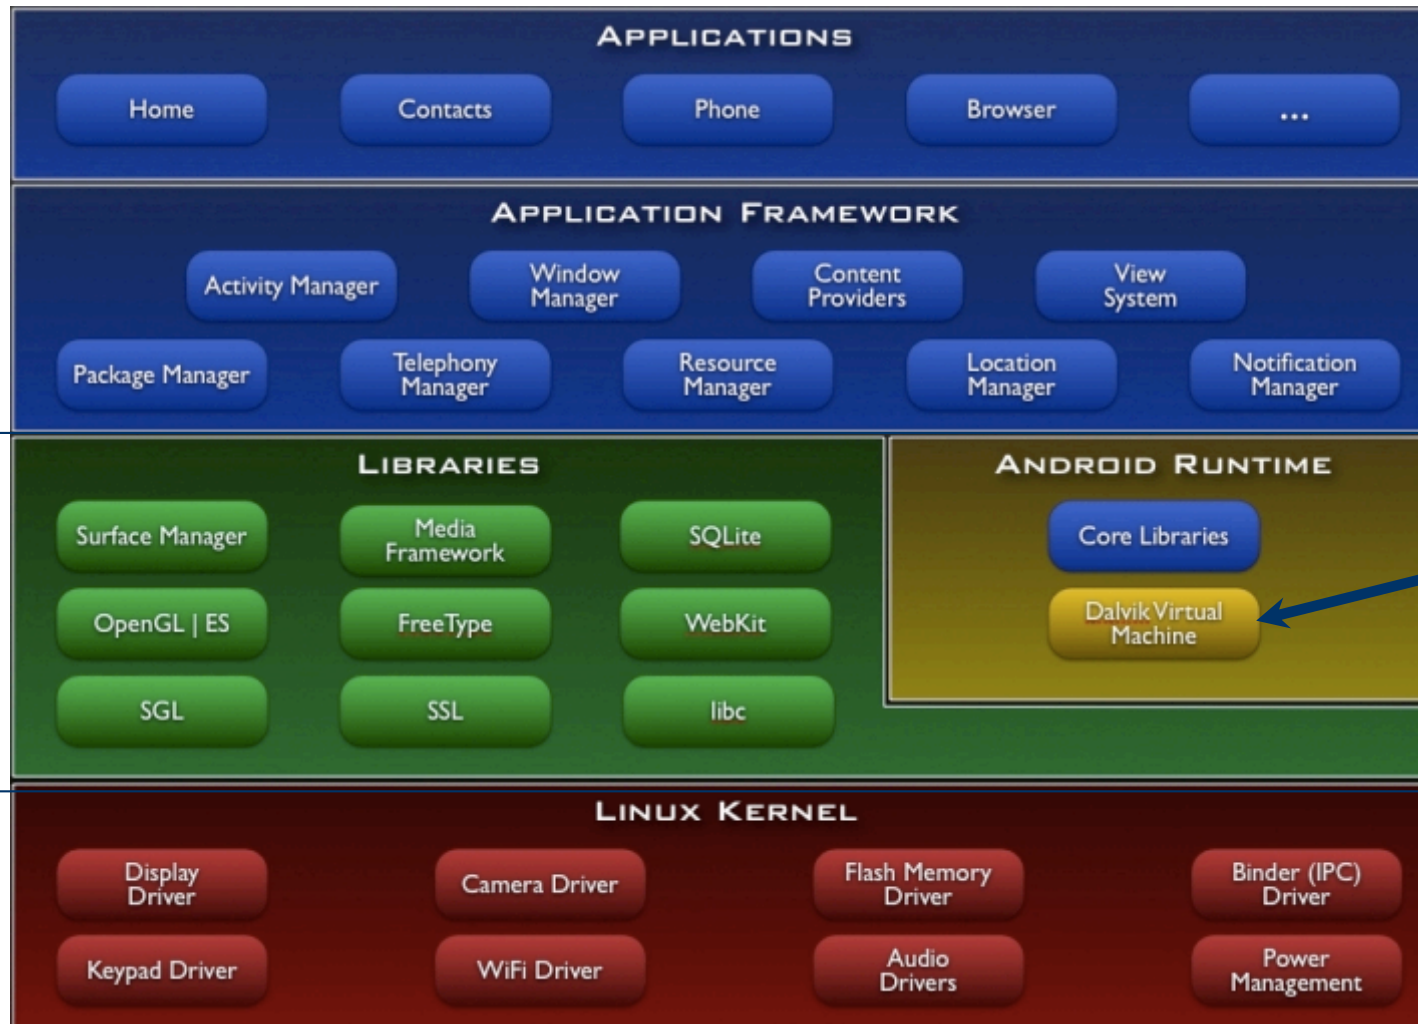 APPLICATIONS
Home
Contacts
Phone
Browser
...
APPLICATION FRAMEWORK
Activity Manager
Window
Manager
Content
Providers
View
System
Package Manager
Telephony
Manager
Resource
Manager
Location
Manager
Notification
Manager
LIBRARIES
Surface Manager
Media
Framework
SQLite
OpenGL | ES
FreeType
WebKit
SGL
SSL
libc
ANDROID RUNTIME
Core Libraries
Dalvik Virtual
Machine
LINUX KERNEL
Display
Driver
Camera Driver
Flash Memory
Driver
Binder (IPC)
Driver
Keypad Driver
WiFi Driver
Audio
Drivers
Power
Management